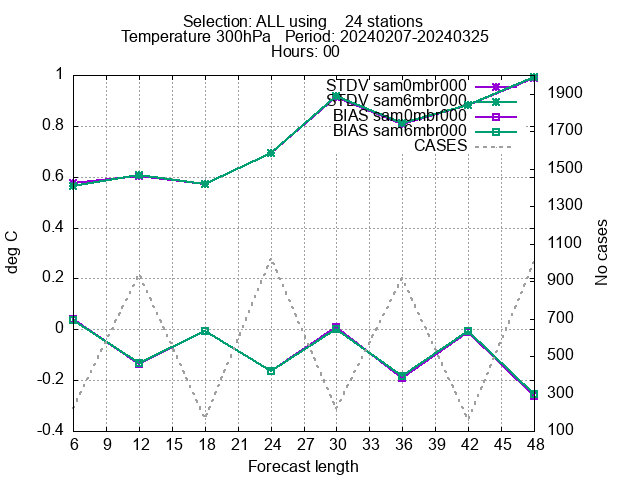 Selection: ALL using    24 stations
Temperature 300hPa   Period: 20240207-20240325
Hours: 00
STDV sam0mbr000
STDV sam6mbr000
BIAS sam0mbr000
BIAS sam6mbr000
CASES
1
0.8
0.6
0.4
0.2
0
-0.2
-0.4
deg C
1900
1700
1500
1300
1100
900
700
500
300
100
No cases
6 9 12 15 18 21 24 27 30 33 36 39 42 45 48
Forecast length